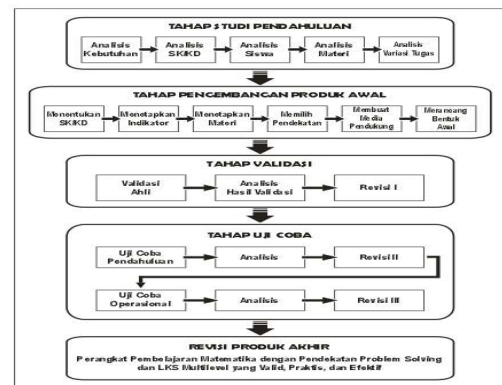 TAHAP STUDI PENDAHULUAN
Analisis
Kebutuhan
Analisis
SK/KD
Analisis
Siswa
Analisis
Materi
Analisis
Variasi Tugas
TAHAP PENGEMBANGAN PRODUK AWAL
Menentukan
SK/KD
Menetapkan
Indikator
Menetapkan
Materi
Memilih
Pendekatan
Membuat
Media
Pendukung
Merancang
Bentuk
Awal
TAHAP VALIDASI
Validasi
Ahli
Analisis
Hasil Validasi
Revisi I
TAHAP UJI COBA
Uji Coba
Pendahuluan
Analisis
Revisi II
Uji Coba
Operasional
Analisis
Revisi III
REVISI PRODUK AKHIR
Perangkat Pembelajaran Matematika dengan Pendekatan Problem Solving
dan LKS Multilevel yang Valid, Praktis, dan Efektif